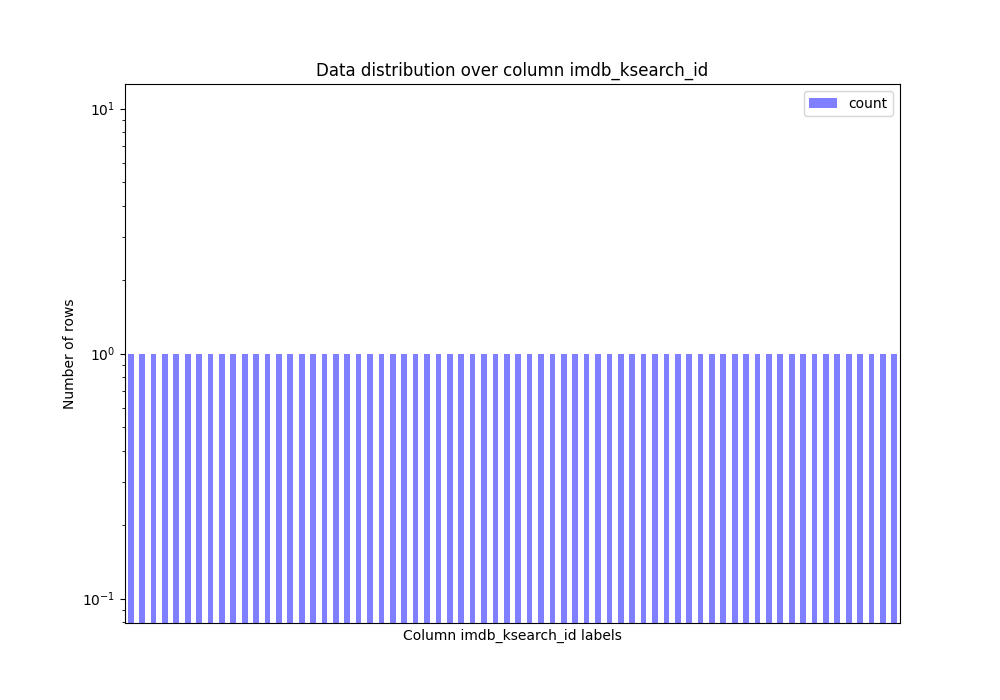 Data distribution over column imdb_ksearch_id
count
10¹
10⁰
10⁻¹
Number of rows
Column imdb_ksearch_id labels